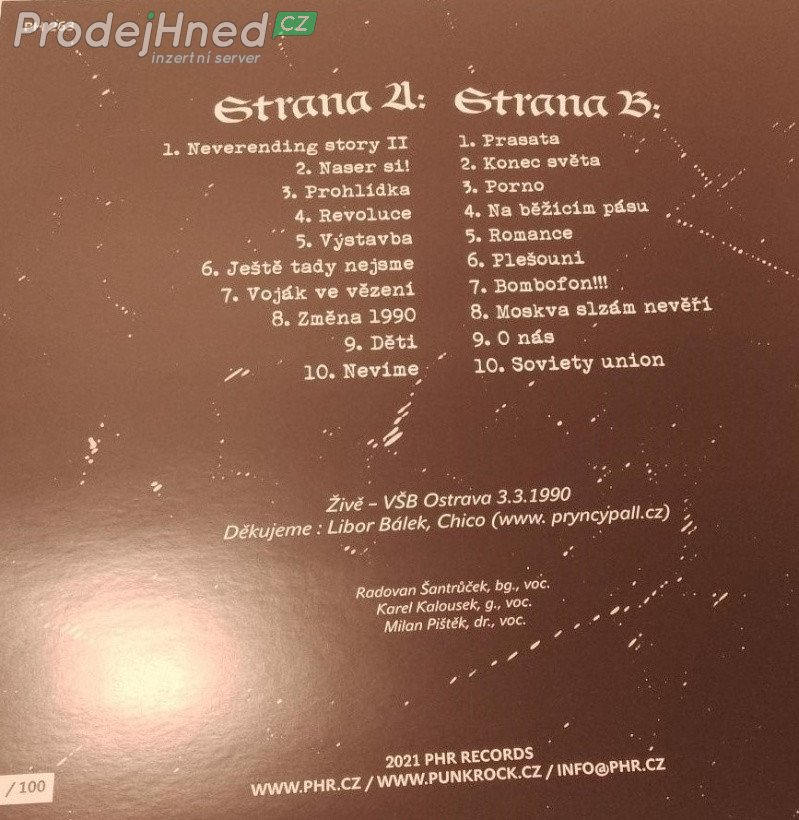 ProdejHned CZ
inzertní server
Strana A:
1. Neverending story II
2. Naser si!
3. Prohlídka
4. Revoluce
5. Výstavba
6. Ještě tady nejsme
7. Voják ve vězení
8. Změna 1990
9. Děti
10. Nevíme
Strana B:
1. Prasata
2. Konec světa
3. Porno
4. Na běžícím pásu
5. Romance
6. Plešouni
7. Bombofon!!!
8. Moskva slzám nevěří
9. O nás
10. Soviety union
Živě – VŠB Ostrava 3.3.1990
Děkujeme : Libor Bálek, Chico (www. pryncypall.cz)
Radovan Šantrůček, bg., voc.
Karel Kalousek, g., voc.
Milan Pištěk, dr., voc.
2021 PHR RECORDS
WWW.PHR.CZ / WWW.PUNKROCK.CZ / INFO@PHR.CZ
/ 100